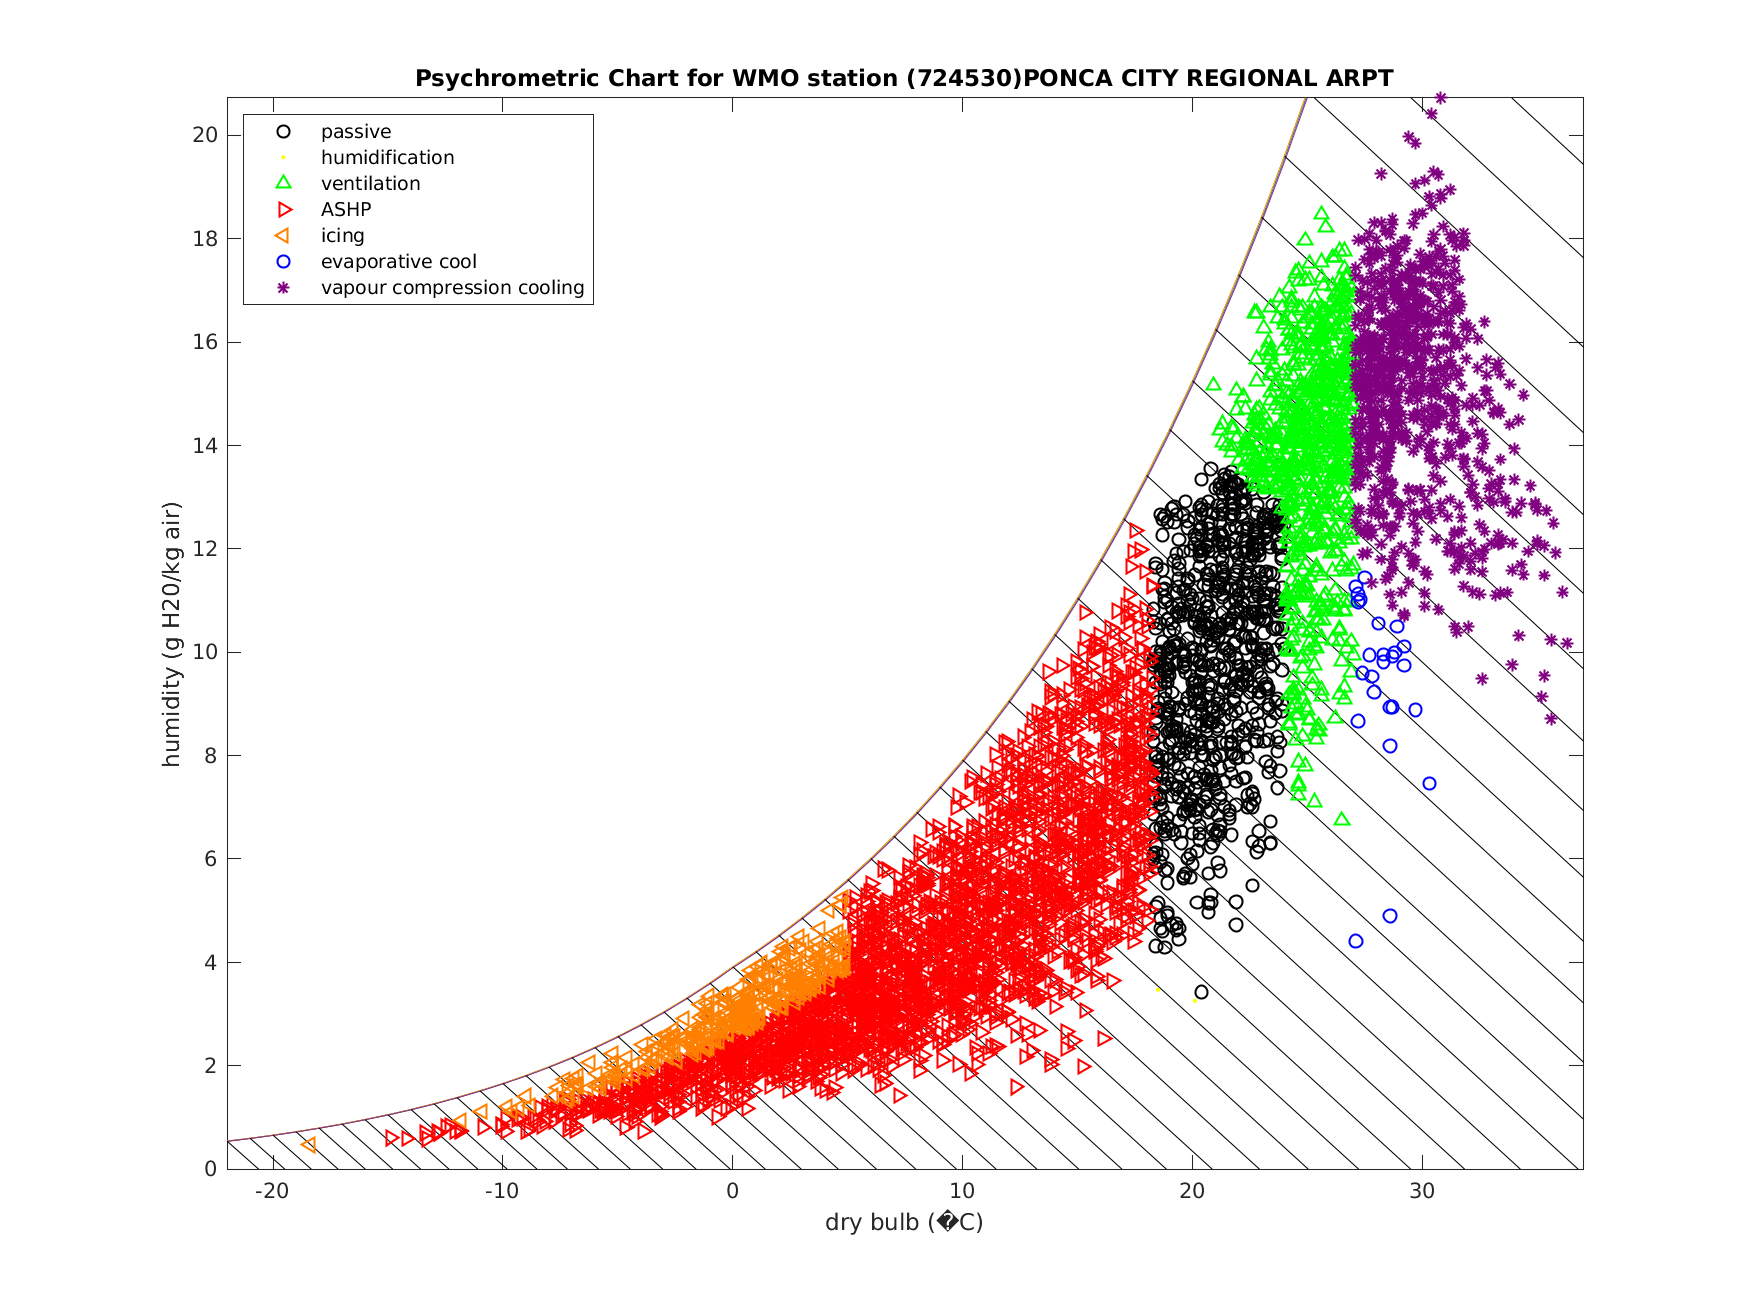 Psychrometric Chart for WMO station (724530)PONCA CITY REGIONAL ARPT
passive
humidification
ventilation
ASHP
icing
evaporative cool
vapour compression cooling
humidity (g H20/kg air)
20
18
16
14
12
10
8
6
4
2
0
-20 -10 0 10 20 30
dry bulb (�C)